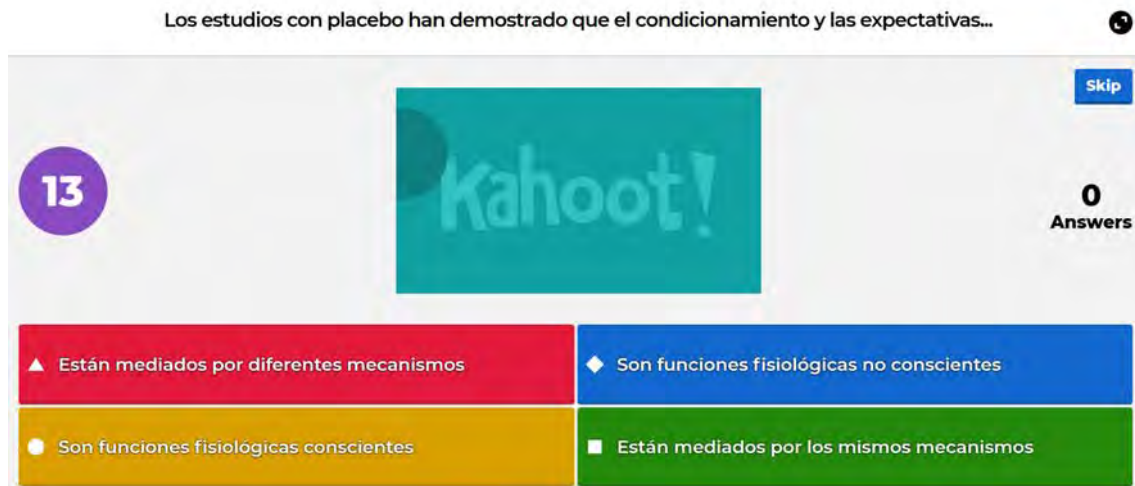 Los estudios con placebo han demostrado que el condicionamiento y las expectativas...
Skip
Kahoot!
13
0
Answers
Están mediados por diferentes mecanismos
Son funciones fisiológicas no conscientes
Son funciones fisiológicas conscientes
Están mediados por los mismos mecanismos